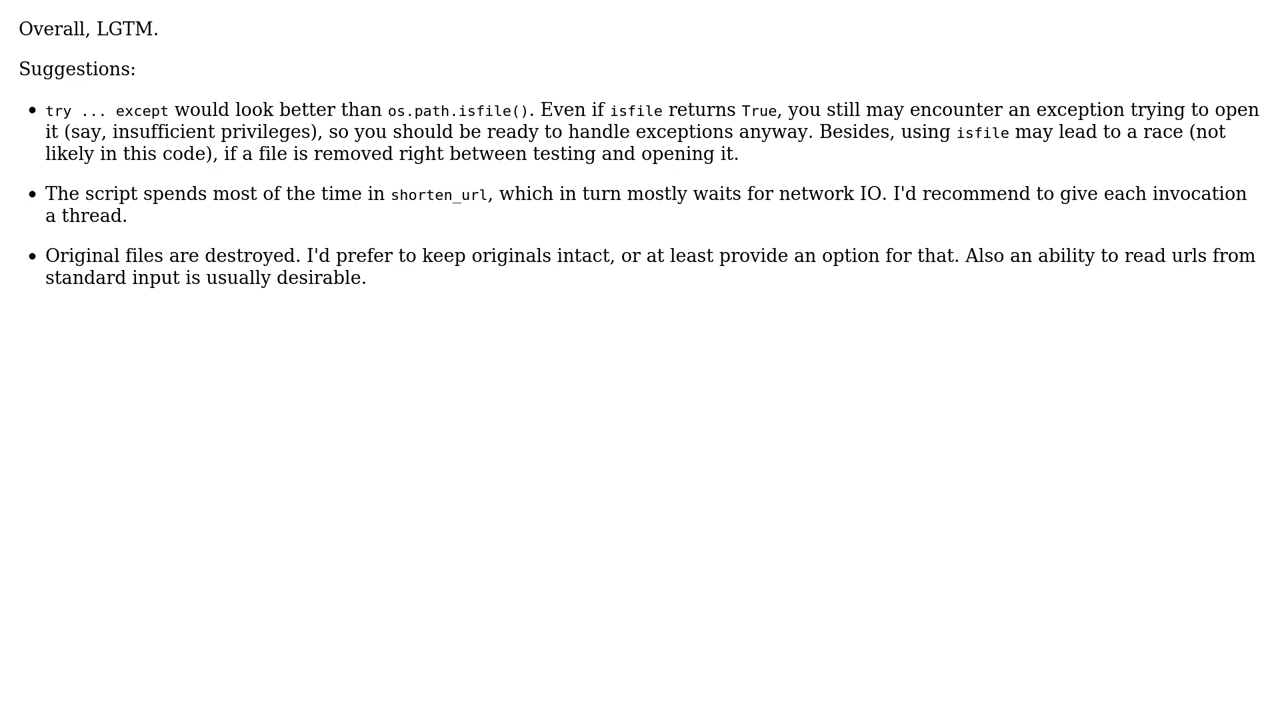 Overall, LGTM.
Suggestions:
• try ... except would look better than os.path.isfile(). Even if isfile returns True, you still may encounter an exception trying to open
it (say, insufficient privileges), so you should be ready to handle exceptions anyway. Besides, using isfile may lead to a race (not
likely in this code), if a file is removed right between testing and opening it.
• The script spends most of the time in shorten_url, which in turn mostly waits for network IO. I'd recommend to give each invocation
a thread.
• Original files are destroyed. I'd prefer to keep originals intact, or at least provide an option for that. Also an ability to read urls from
standard input is usually desirable.